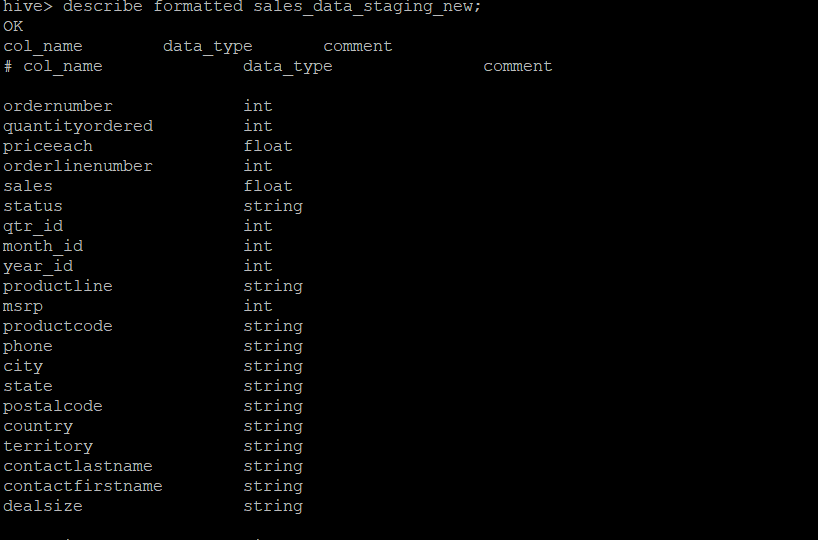 hive> describe formatted sales_data_staging_new;
OK
col_name data_type comment
# col_name data_type comment
ordernumber int
quantityordered int
priceeach float
orderlinenumber int
sales float
status string
qtr_id int
month_id int
year_id int
productline string
msrp int
productcode string
phone string
city string
state string
postalcode string
country string
territory string
contactlastname string
contactfirstname string
dealsize string